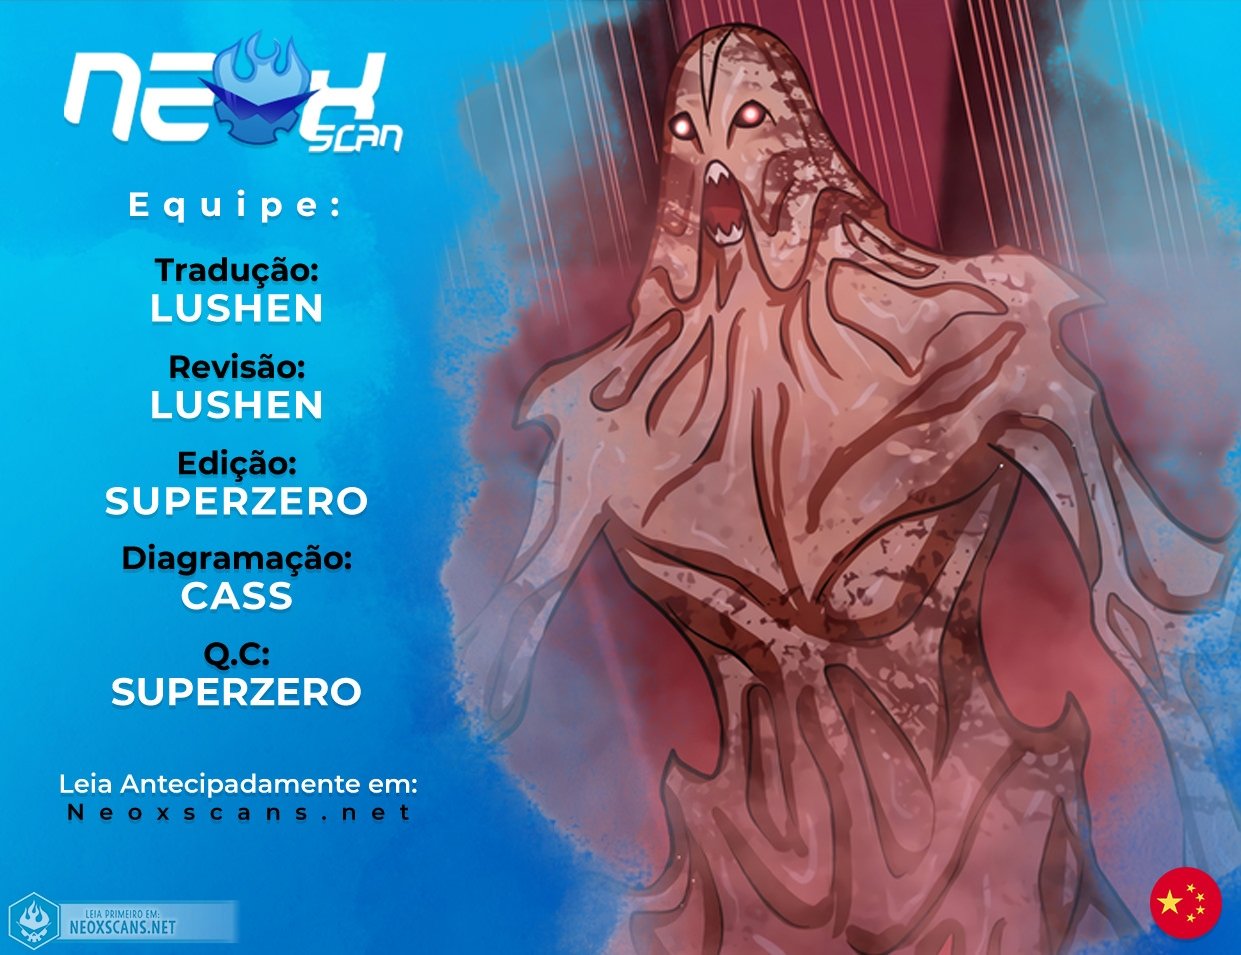 NEOX
SCAN
Equipe:
Tradução:
LUSHEN
Revisão:
LUSHEN
Edição:
SUPERZERO
Diagramação:
CASS
Q.C:
SUPERZERO
Leia Antecipadamente em:
Neoxscans.net
LEIA PRIMEIRO EM:
NEOXSCANS.NET